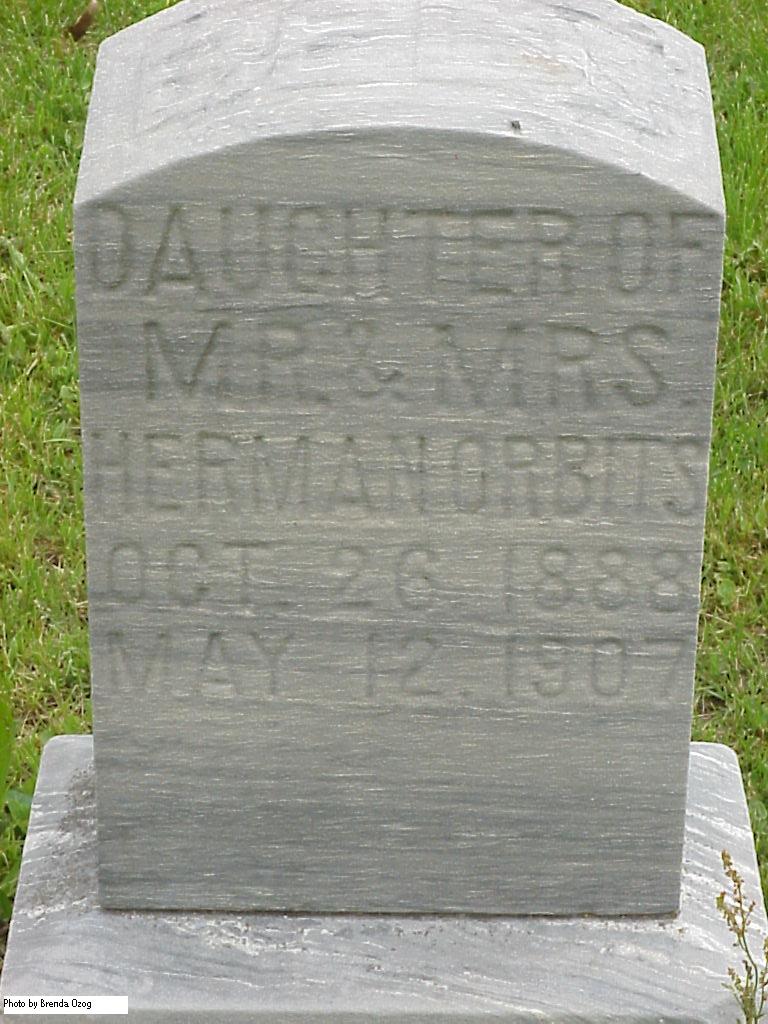 DAUGHTER OF
MR. & MRS.
HERMAN ORBITS
OCT. 26 1888
MAY 12. 1907
Photo by Brenda Ozog